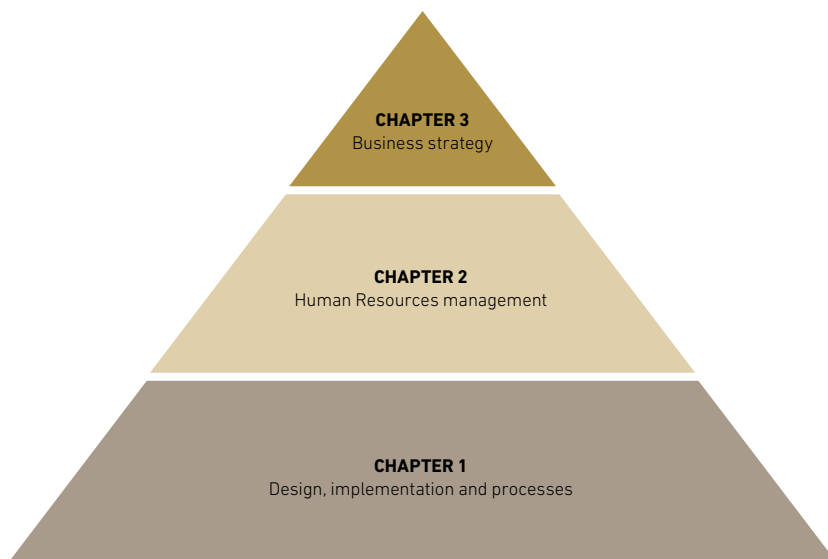 CHAPTER 3
Business strategy
CHAPTER 2
Human Resources management
CHAPTER 1
Design, implementation and processes